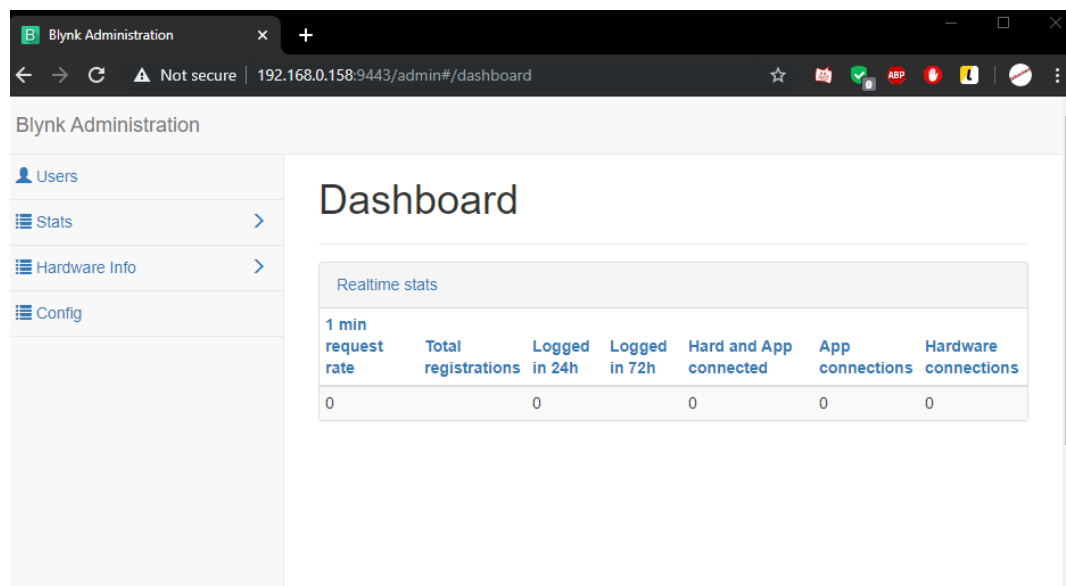 B Blynk Administration
Not secure 192.168.0.158:9443/admin#/dashboard
0 ABP L
Blynk Administration
Users
Stats
Hardware Info
Config
Dashboard
Realtime stats
1 min request rate Total registrations Logged in 24h Logged in 72h Hard and App connected App connections Hardware connections
0 0 0 0 0